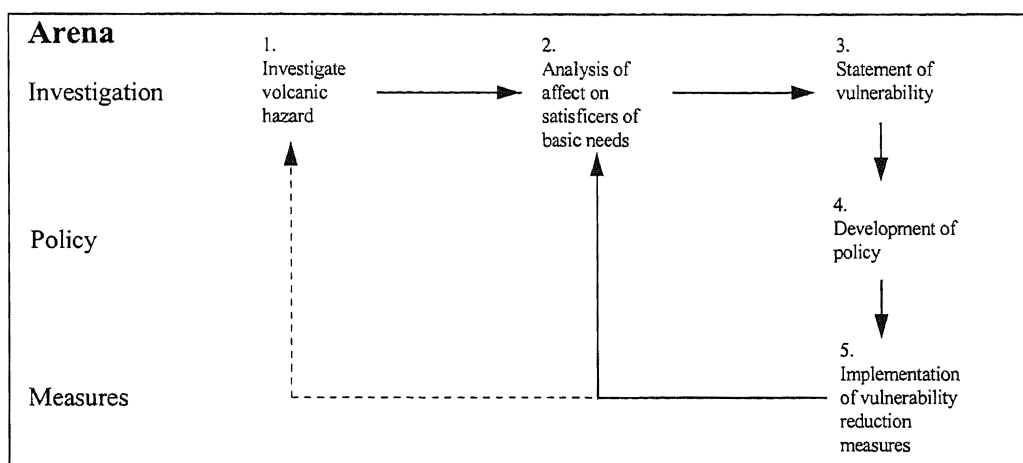 Arena
Investigation
1.
Investigate
volcanic
hazard
2.
Analysis of
affect on
satisficers of
basic needs
3.
Statement of
vulnerability
Policy
4.
Development of
policy
Measures
5.
Implementation
of vulnerability
reduction
measures